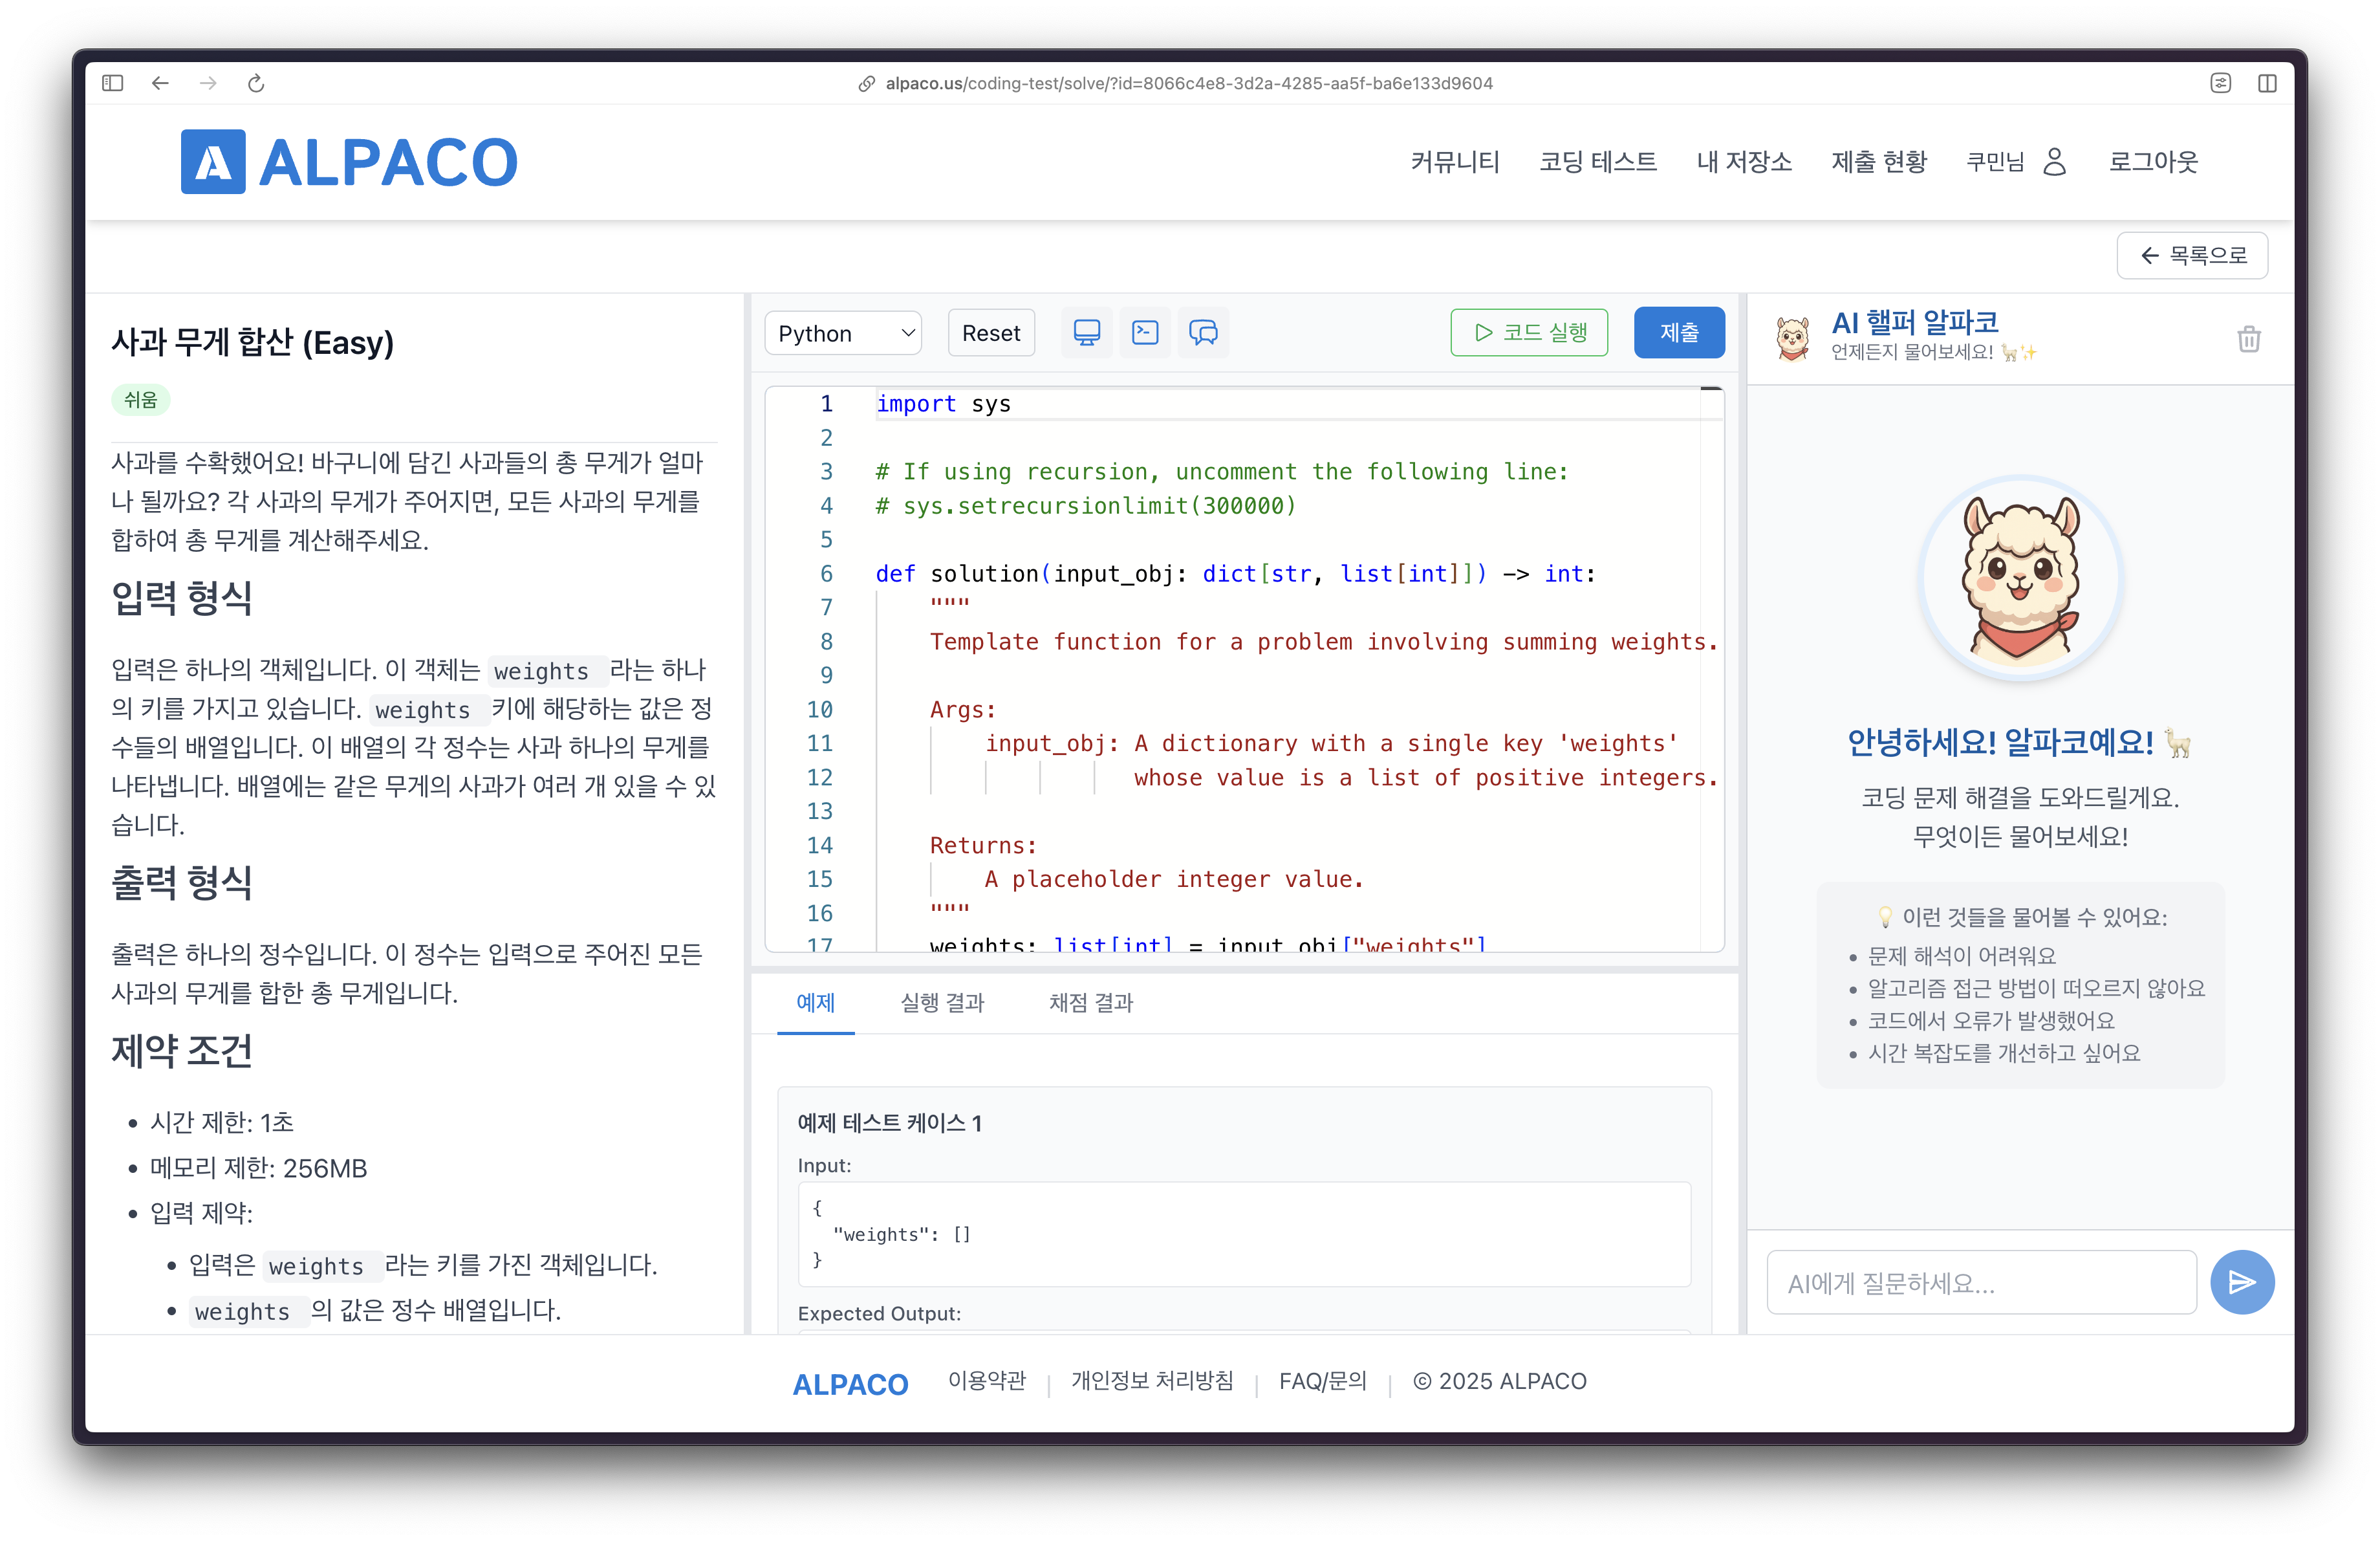 alpaco.us/coding-test/solve/?id=8066c4e8-3d2a-4285-aa5f-ba6e133d9604
ALPACO
커뮤니티
코딩 테스트
내 저장소
제출 현황
쿠민님
로그아웃
목록으로
사과 무게 합산 (Easy)
쉬움
사과를 수확했어요! 바구니에 담긴 사과들의 총 무게가 얼마
나 될까요? 각 사과의 무게가 주어지면, 모든 사과의 무게를
합하여 총 무게를 계산해주세요.
입력 형식
입력은 하나의 객체입니다. 이 객체는 weights 라는 하나
의 키를 가지고 있습니다. weights 키에 해당하는 값은 정
수들의 배열입니다. 이 배열의 각 정수는 사과 하나의 무게를
나타냅니다. 배열에는 같은 무게의 사과가 여러 개 있을 수 있
습니다.
출력 형식
출력은 하나의 정수입니다. 이 정수는 입력으로 주어진 모든
사과의 무게를 합한 총 무게입니다.
제약 조건
시간 제한: 1초
메모리 제한: 256MB
입력 제약:
입력은 weights 라는 키를 가진 객체입니다.
weights 의 값은 정수 배열입니다.
Python
Reset
코드 실행
제출
1 import sys
2
3 # If using recursion, uncomment the following line:
4 # sys.setrecursionlimit(300000)
5
6 def solution(input_obj: dict[str, list[int]]) -> int:
7 """
8 Template function for a problem involving summing weights.
9
10 Args:
11 input_obj: A dictionary with a single key 'weights'
12 whose value is a list of positive integers.
13
14 Returns:
15 A placeholder integer value.
16 """
17 weights: list[int] = input_obj["weights"]
예제
실행 결과
채점 결과
예제 테스트 케이스 1
Input:
{
"weights": []
}
Expected Output:
AI 핼퍼 알파코
언제든지 물어보세요! 🦙✨
안녕하세요! 알파코예요! 🦙
코딩 문제 해결을 도와드릴게요.
무엇이든 물어보세요!
💡 이런 것들을 물어볼 수 있어요:
문제 해석이 어려워요
알고리즘 접근 방법이 떠오르지 않아요
코드에서 오류가 발생했어요
시간 복잡도를 개선하고 싶어요
AI에게 질문하세요...
ALPACO
이용약관 | 개인정보 처리방침 | FAQ/문의 | © 2025 ALPACO